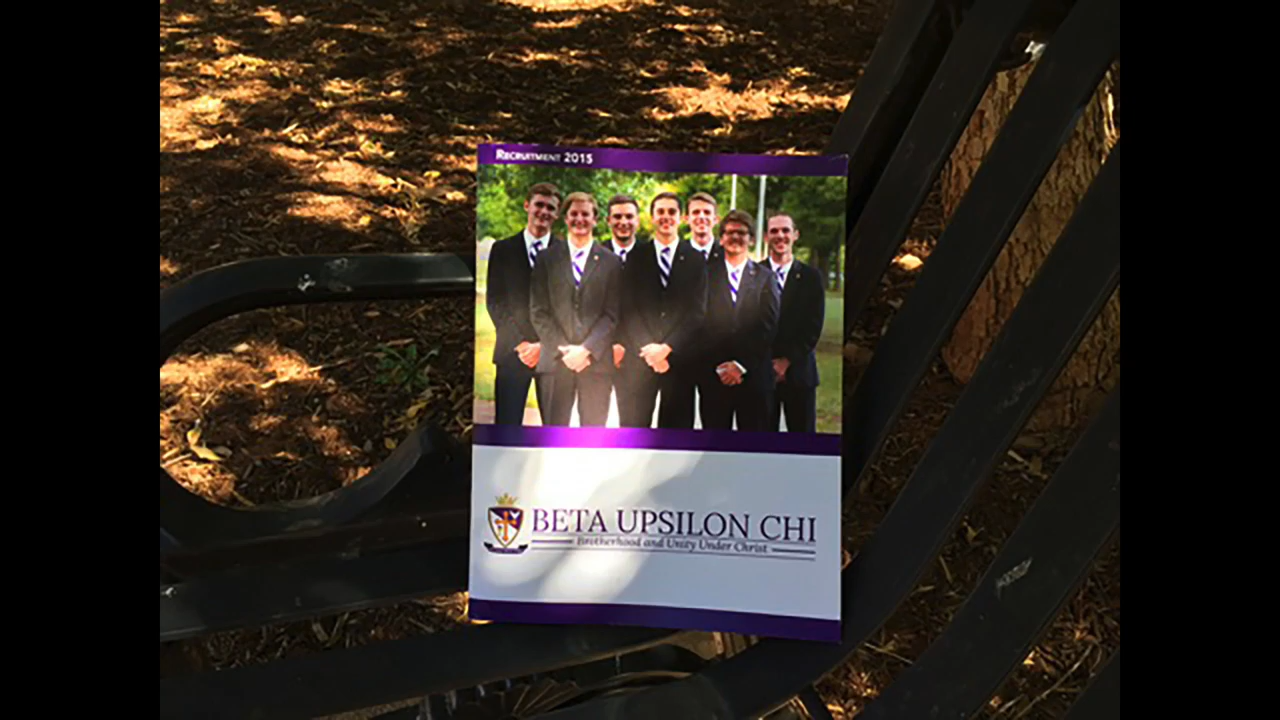 RECRUITMENT 2015
BETA UPSILON CHI
Brotherhood and Unity Under Christ